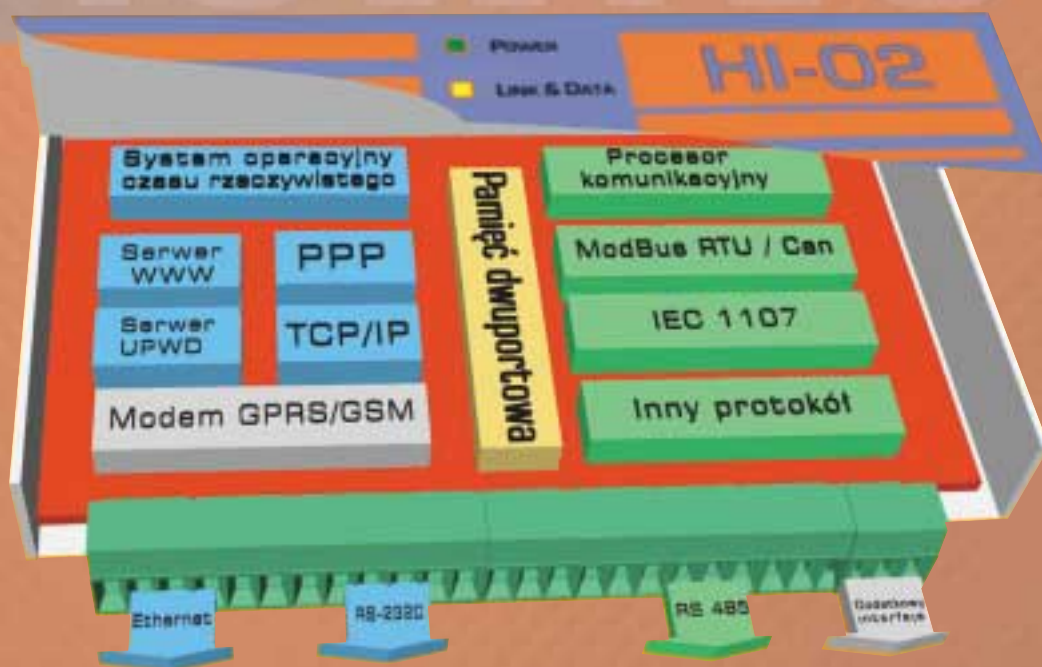 Power
Link & Data
HI-02
System operacyjny
czasu rzeczywistego
Serwer
WWW
PPP
Serwer
UPWD
TCP/IP
Modem GPRS/GSM
Pamięć dwuportowa
Procesor
komunikacyjny
ModBus RTU / Can
IEC 1107
Inny protokół
Ethernet
RS-232C
RS 485
Dodatkowy
interface